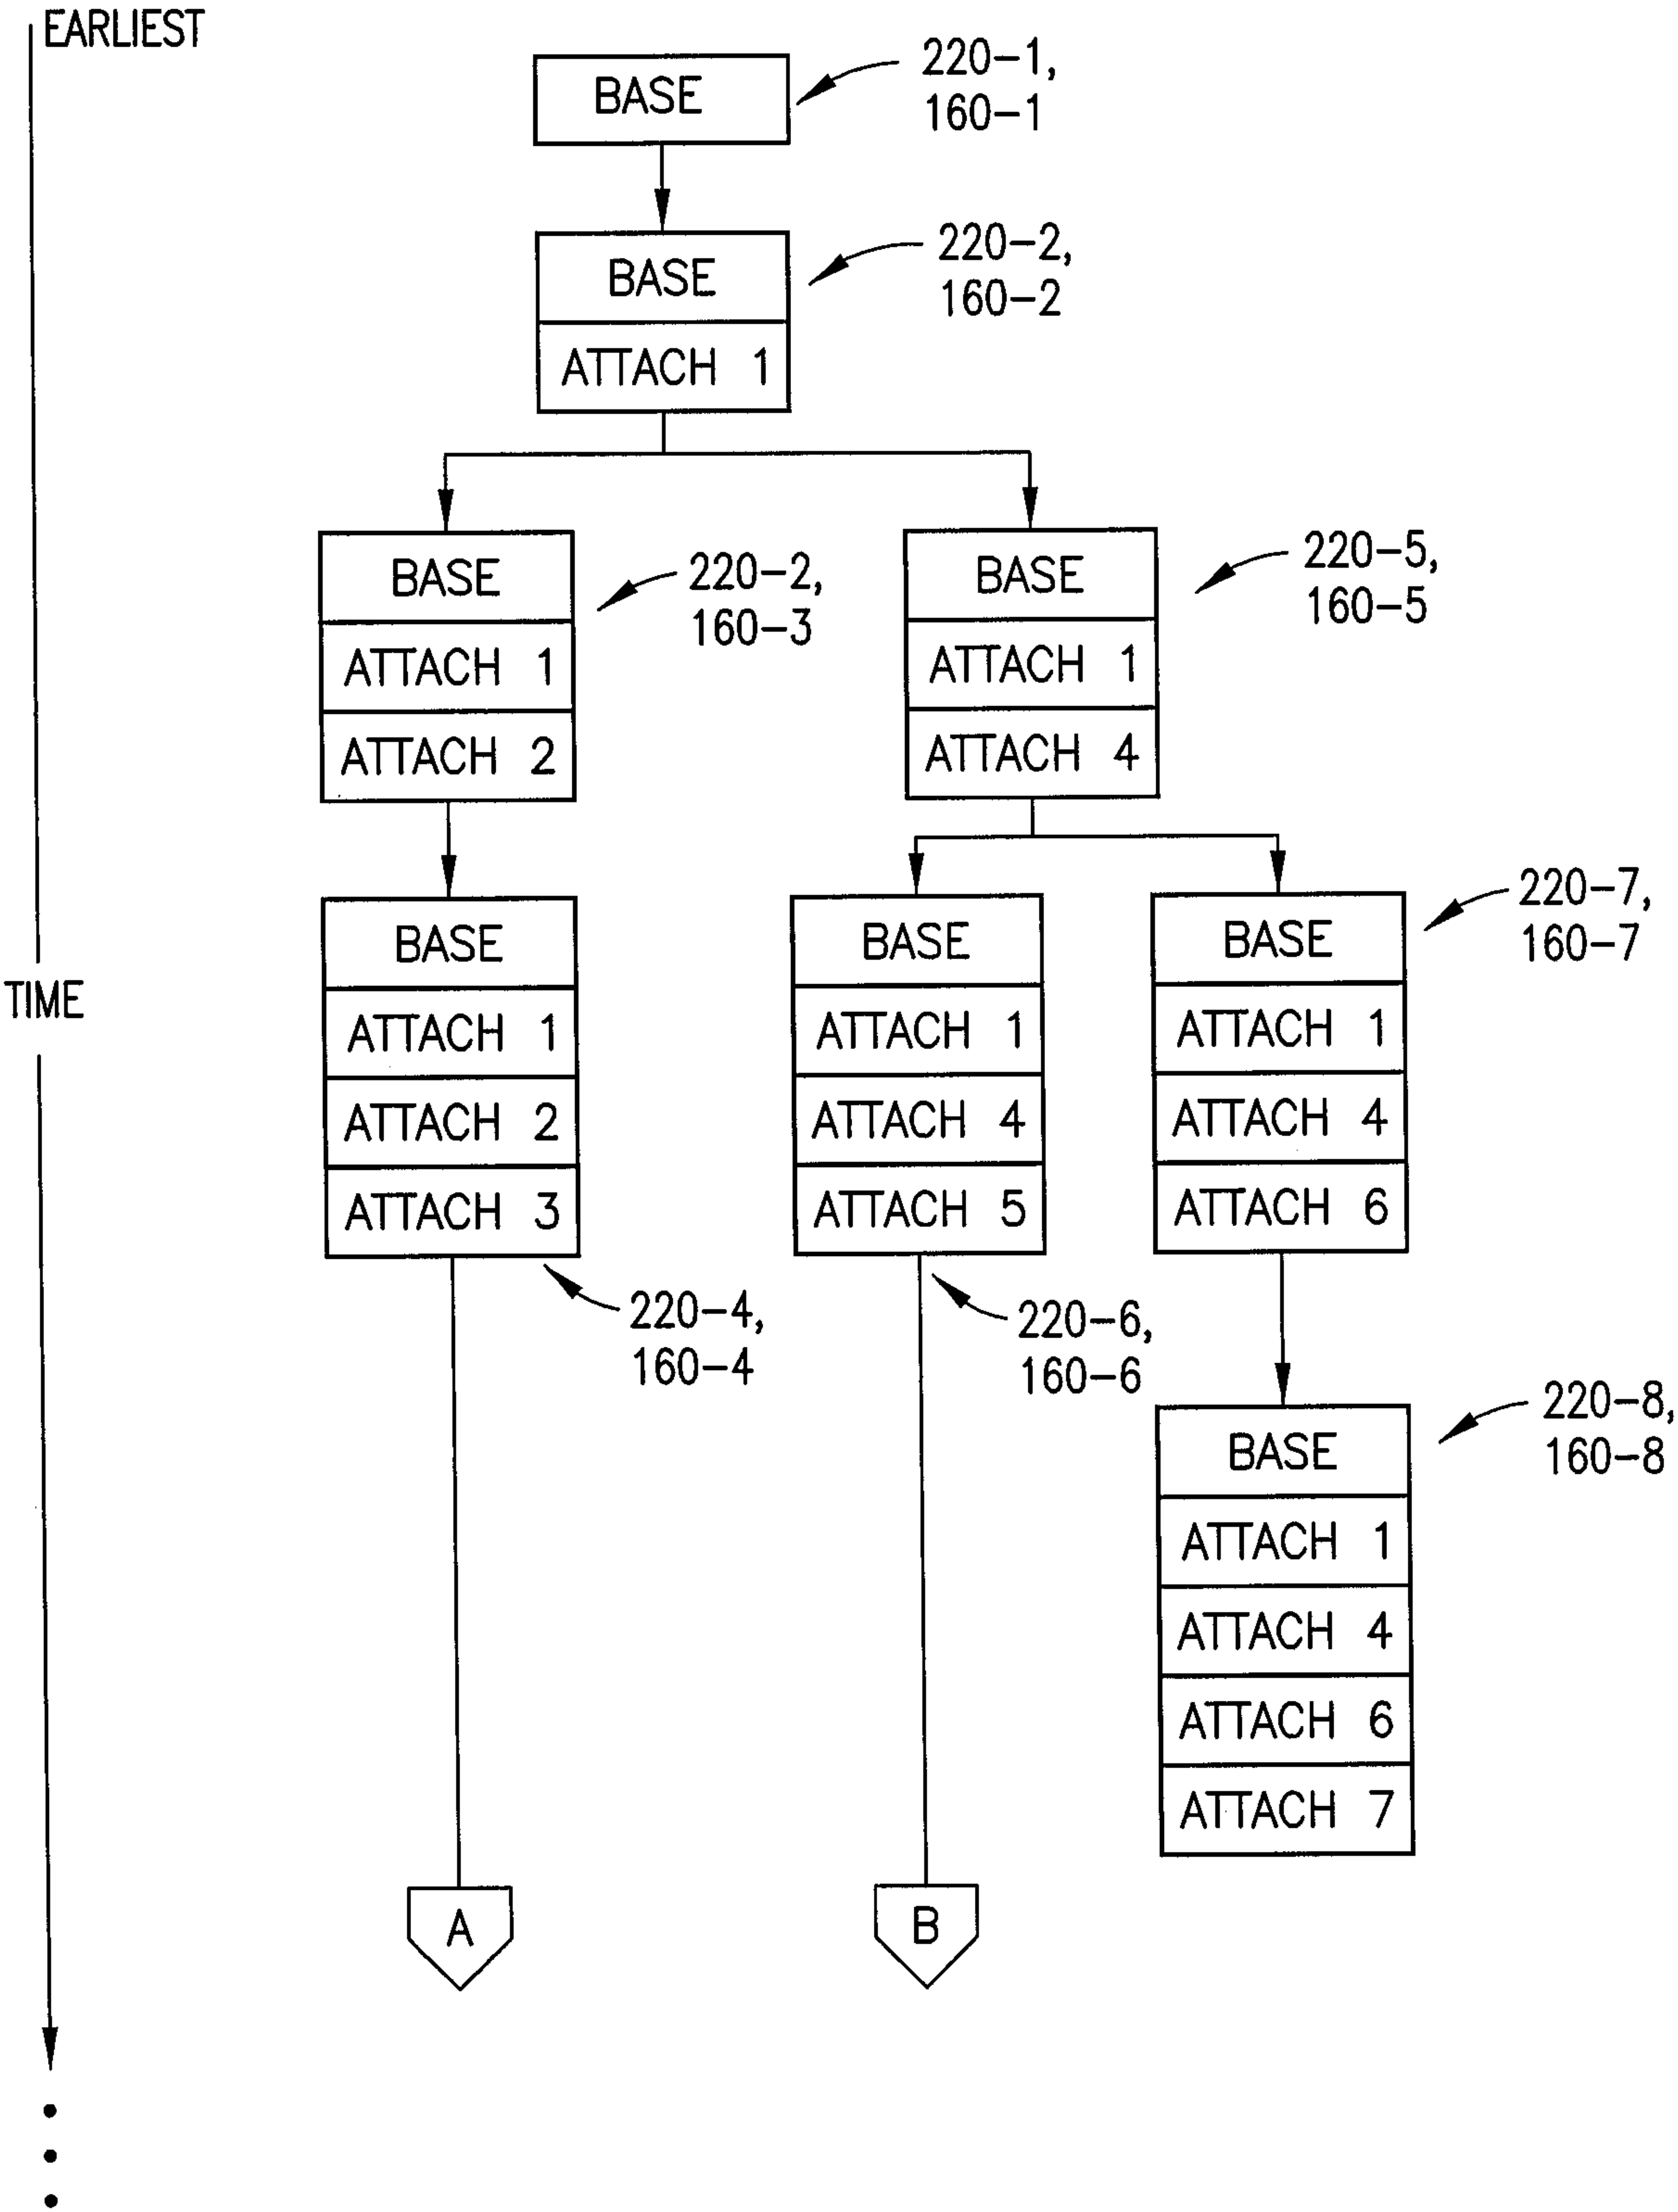 EARLIEST
BASE
220-1,
160-1
BASE
ATTACH 1
220-2,
160-2
BASE
ATTACH 1
ATTACH 2
220-2,
160-3
BASE
ATTACH 1
ATTACH 4
220-5,
160-5
TIME
BASE
ATTACH 1
ATTACH 2
ATTACH 3
220-4,
160-4
BASE
ATTACH 1
ATTACH 4
ATTACH 5
220-6,
160-6
BASE
ATTACH 1
ATTACH 4
ATTACH 6
220-7,
160-7
BASE
ATTACH 1
ATTACH 4
ATTACH 6
ATTACH 7
220-8,
160-8
A
B